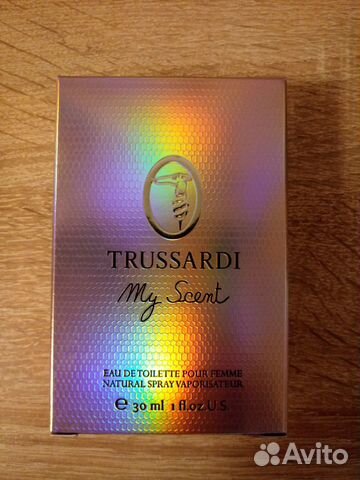 TRUSSARDI
My Scent
EAU DE TOILETTE POUR FEMME
NATURAL SPRAY VAPORISATEUR
e 30 ml 1 fl.oz.U.S.
Avito